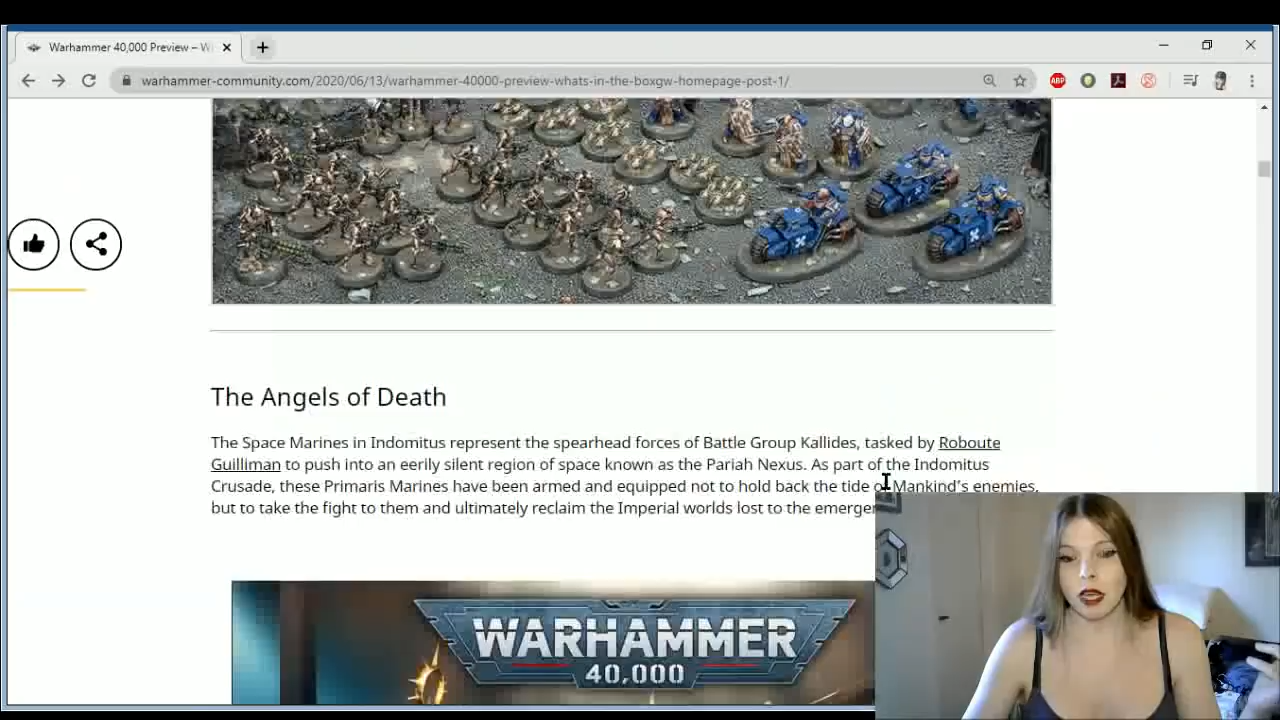 Warhammer 40,000 Preview – W
warhammer-community.com/2020/06/13/warhammer-40000-preview-whats-in-the-boxgw-homepage-post-1/
ABP
The Angels of Death
The Space Marines in Indomitus represent the spearhead forces of Battle Group Kallides, tasked by Roboute
Guilliman to push into an eerily silent region of space known as the Pariah Nexus. As part of the Indomitus
Crusade, these Primaris Marines have been armed and equipped not to hold back the tide of Mankind's enemies,
but to take the fight to them and ultimately reclaim the Imperial worlds lost to the
WARHAMMER
40,000